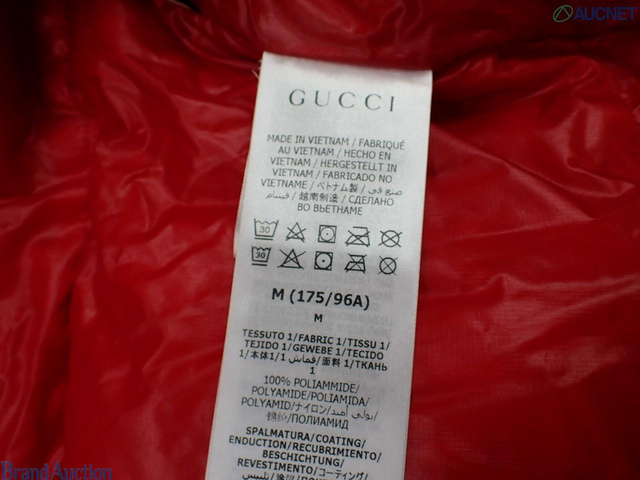 AUCNET
GUCCI
MADE IN VIETNAM / FABRIQUÉ
AU VIETNAM / HECHO EN
VIETNAM / HERGESTELLT IN
VIETNAM / FABRICADO NO
VIETNAME / ベトナム製 / صنع في
فيتنام / 越南制造 / СДЕЛАНО
ВО ВЬЕТНАМЕ
30
30
M (175/96A)
M
TESSUTO 1/FABRIC 1/TISSU 1/
TEJIDO 1/GEWEBE 1/TECIDO
1/本体1/1 قماش/面料 1/ТКАНЬ
1
100% POLIAMMIDE/
POLYAMIDE/POLIAMIDA/
POLYAMID/ナイロン/بولي أميد/
锦纶/ПОЛИАМИД
SPALMATURA/COATING/
ENDUCTION/RECUBRIMIENTO/
BESCHICHTUNG/
REVESTIMENTO/コーティング/
Brand Auction